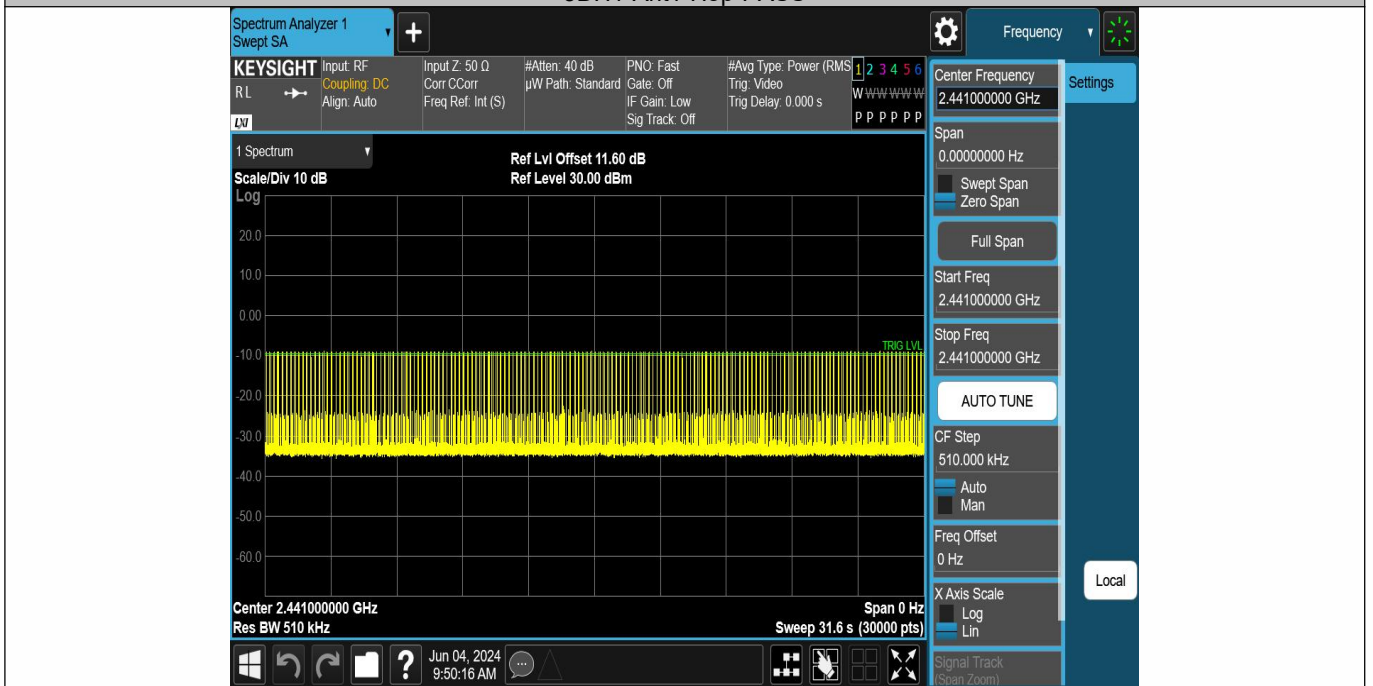 Spectrum Analyzer 1
Swept SA
Frequency
KEYSIGHT
RL
LXI
Input: RF
Coupling: DC
Align: Auto
Input Z: 50 Ω
Corr CCorr
Freq Ref: Int (S)
#Atten: 40 dB
µW Path: Standard
PNO: Fast
Gate: Off
IF Gain: Low
Sig Track: Off
#Avg Type: Power (RMS
Trig: Video
Trig Delay: 0.000 s
1 2 3 4 5 6
W W W W W W
P P P P P P
1 Spectrum
Scale/Div 10 dB
Ref Lvl Offset 11.60 dB
Ref Level 30.00 dBm
Log
20.0
10.0
0.00
-10.0
-20.0
-30.0
-40.0
-50.0
-60.0
TRIG LVL
Center 2.441000000 GHz
Res BW 510 kHz
Span 0 Hz
Sweep 31.6 s (30000 pts)
Center Frequency
2.441000000 GHz
Settings
Span
0.00000000 Hz
Swept Span
Zero Span
Full Span
Start Freq
2.441000000 GHz
Stop Freq
2.441000000 GHz
AUTO TUNE
CF Step
510.000 kHz
Auto
Man
Freq Offset
0 Hz
X Axis Scale
Log
Lin
Signal Track
(Span Zoom)
Local
?
Jun 04, 2024
9:50:16 AM